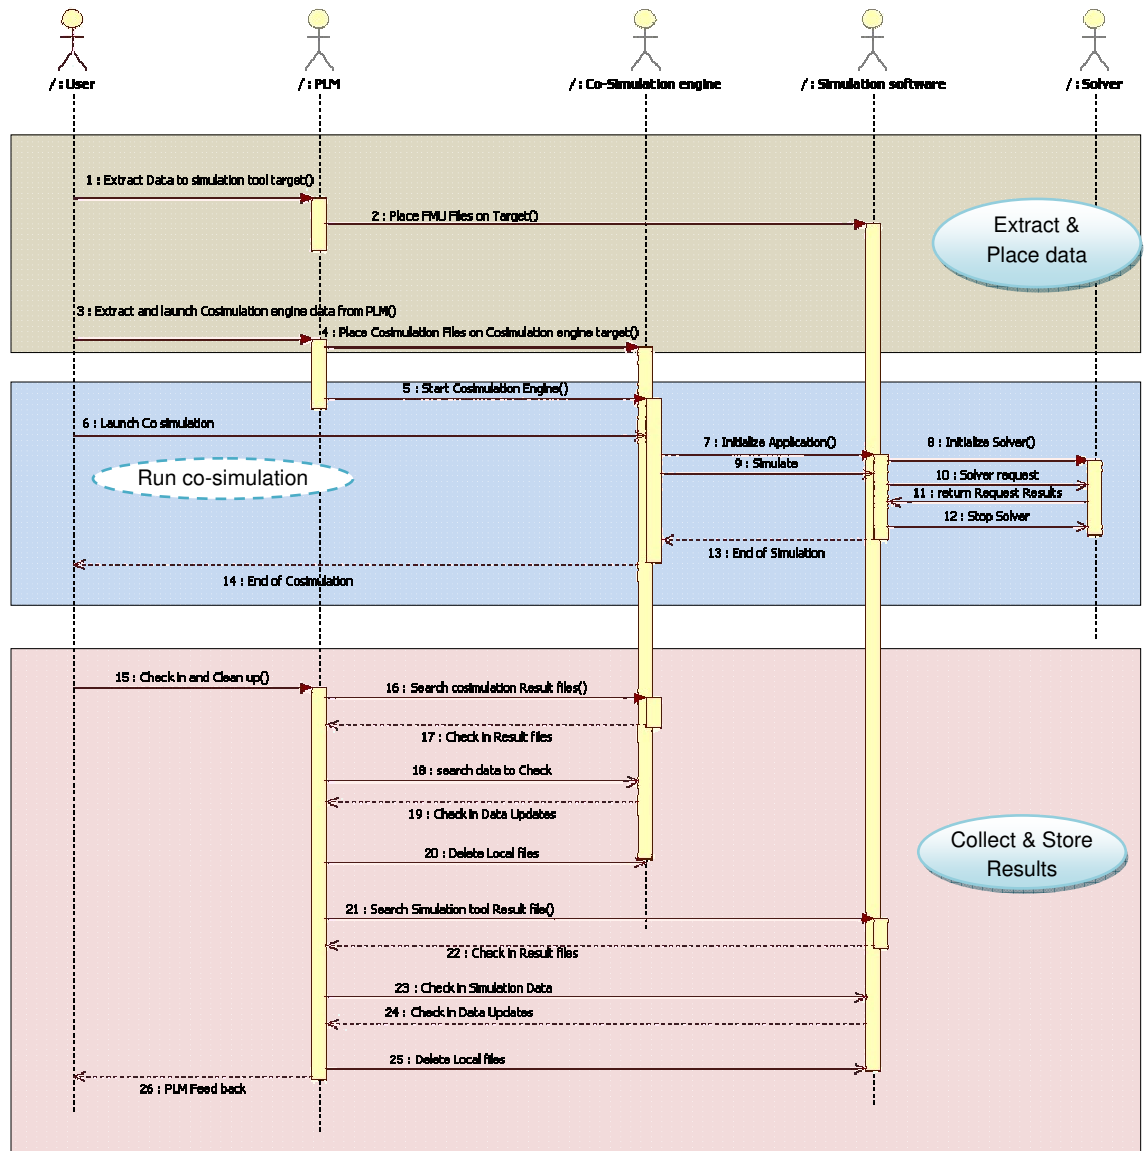 / : User
/ : PLM
/ : Co-Simulation engine
/ : Simulation software
/ : Solver
1 : Extract Data to simulation tool target()
2 : Place FMU Files on Target()
Extract &
Place data
3 : Extract and launch Cosimulation engine data from PLM()
4 : Place Cosimulation Files on Cosimulation engine target()
5 : Start Cosimulation Engine()
6 : Launch Co simulation
7 : Initialize Application()
8 : Initialize Solver()
9 : Simulate
Run co-simulation
10 : Solver request
11 : return Request Results
12 : Stop Solver
13 : End of Simulation
14 : End of Cosimulation
15 : Check in and Clean up()
16 : Search cosimulation Result files()
17 : Check in Result files
18 : search data to Check
19 : Check in Data Updates
Collect & Store
Results
20 : Delete Local files
21 : Search Simulation tool Result file()
22 : Check in Result files
23 : Check in Simulation Data
24 : Check in Data Updates
25 : Delete Local files
26 : PLM Feed back